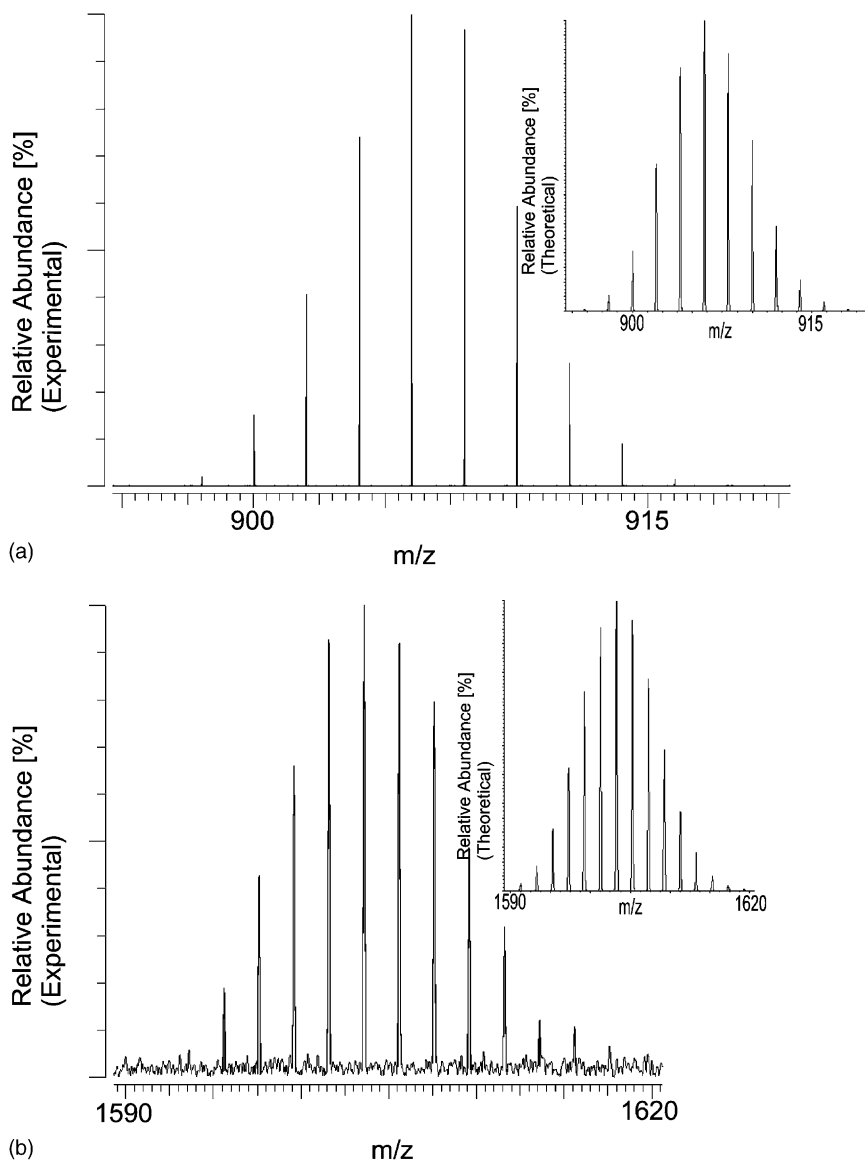 Relative Abundance [%]
(Experimental)
Relative Abundance [%]
(Theoretical)
900
915
m/z
900
915
m/z
(a)
Relative Abundance [%]
(Experimental)
Relative Abundance [%]
(Theoretical)
1590
1620
m/z
1590
1620
m/z
(b)